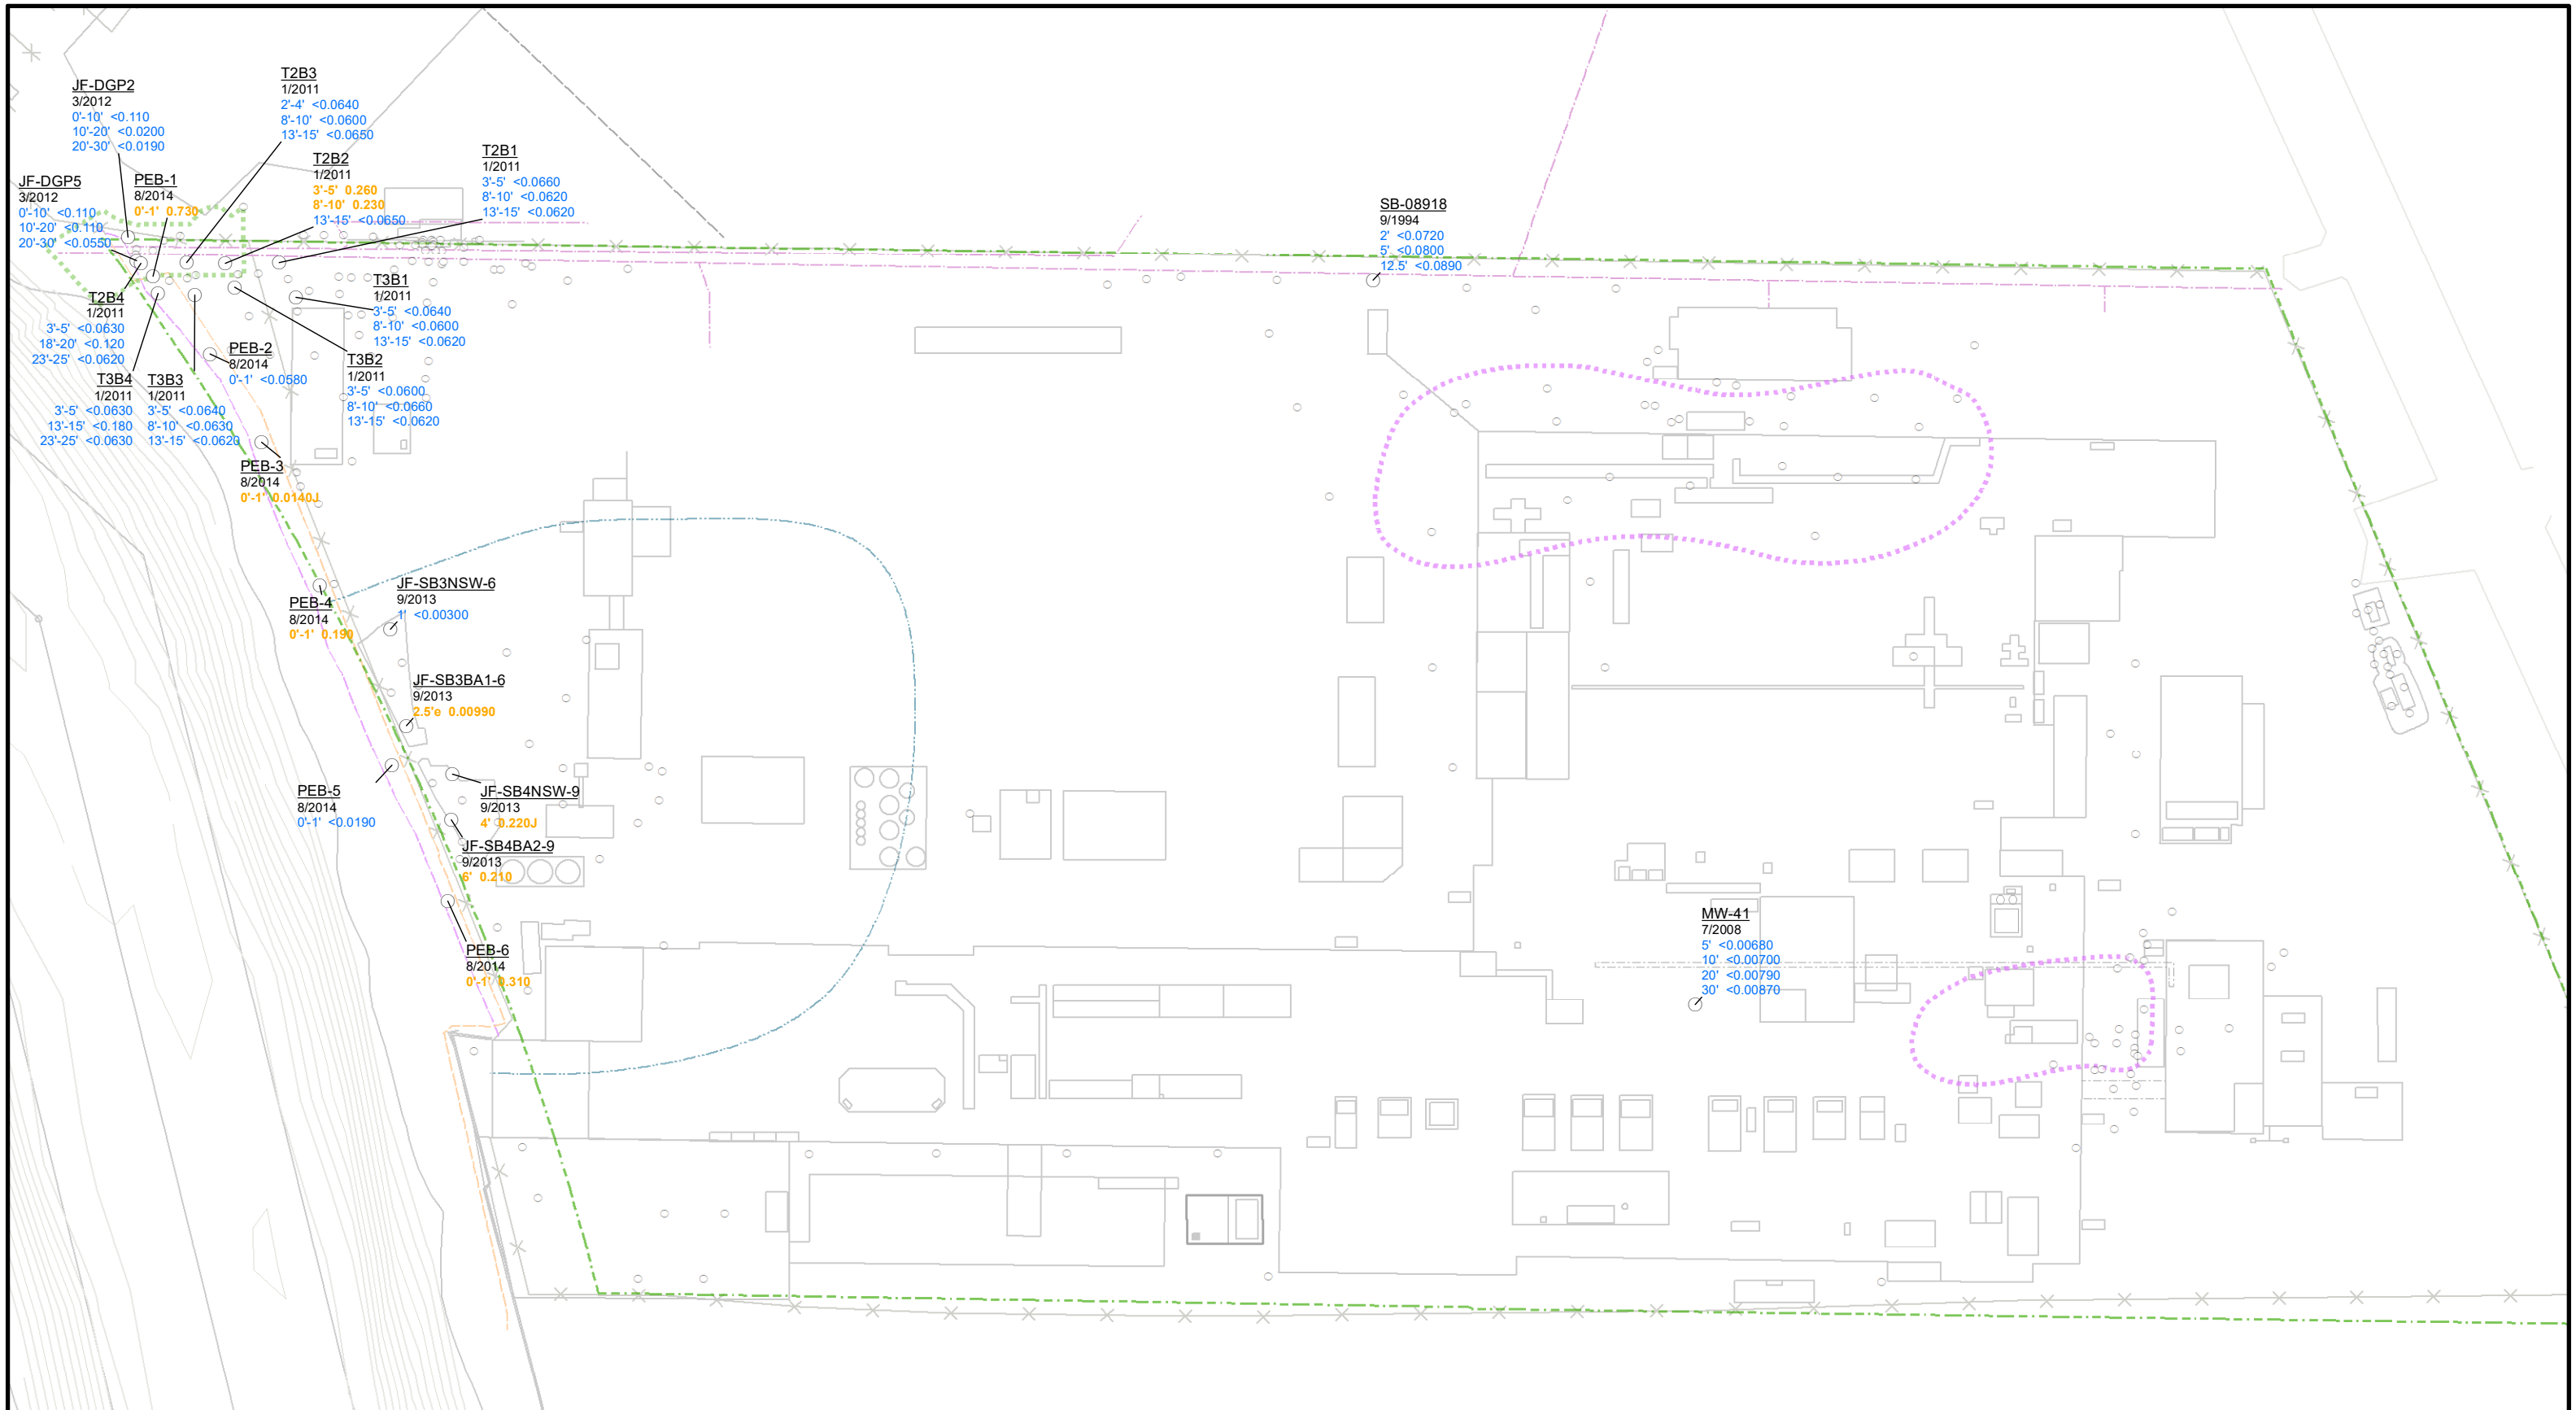 JF-DGP2
3/2012
0'-10' <0.110
10'-20' <0.0200
20'-30' <0.0190
T2B3
1/2011
2'-4' <0.0640
8'-10' <0.0600
13'-15' <0.0650
T2B2
1/2011
3'-5' 0.260
8'-10' 0.230
13'-15' <0.0650
T2B1
1/2011
3'-5' <0.0660
8'-10' <0.0620
13'-15' <0.0620
JF-DGP5
3/2012
0'-10' <0.110
10'-20' <0.110
20'-30' <0.0550
PEB-1
8/2014
0'-1' 0.730
SB-08918
9/1994
2' <0.0720
5' <0.0800
12.5' <0.0890
T2B4
1/2011
3'-5' <0.0630
18'-20' <0.120
23'-25' <0.0620
T3B1
1/2011
3'-5' <0.0640
8'-10' <0.0600
13'-15' <0.0620
PEB-2
8/2014
0'-1' <0.0580
T3B2
1/2011
3'-5' <0.0600
8'-10' <0.0660
13'-15' <0.0620
T3B4
1/2011
3'-5' <0.0630
13'-15' <0.180
23'-25' <0.0630
T3B3
1/2011
3'-5' <0.0640
8'-10' <0.0630
13'-15' <0.0620
PEB-3
8/2014
0'-1' 0.0140J
JF-SB3NSW-6
9/2013
1' <0.00300
PEB-4
8/2014
0'-1' 0.190
JF-SB3BA1-6
9/2013
2.5'e 0.00990
PEB-5
8/2014
0'-1' <0.0190
JF-SB4NSW-9
9/2013
4' 0.220J
JF-SB4BA2-9
9/2013
6' 0.210
PEB-6
8/2014
0'-1' 0.310
MW-41
7/2008
5' <0.00680
10' <0.00700
20' <0.00790
30' <0.00870